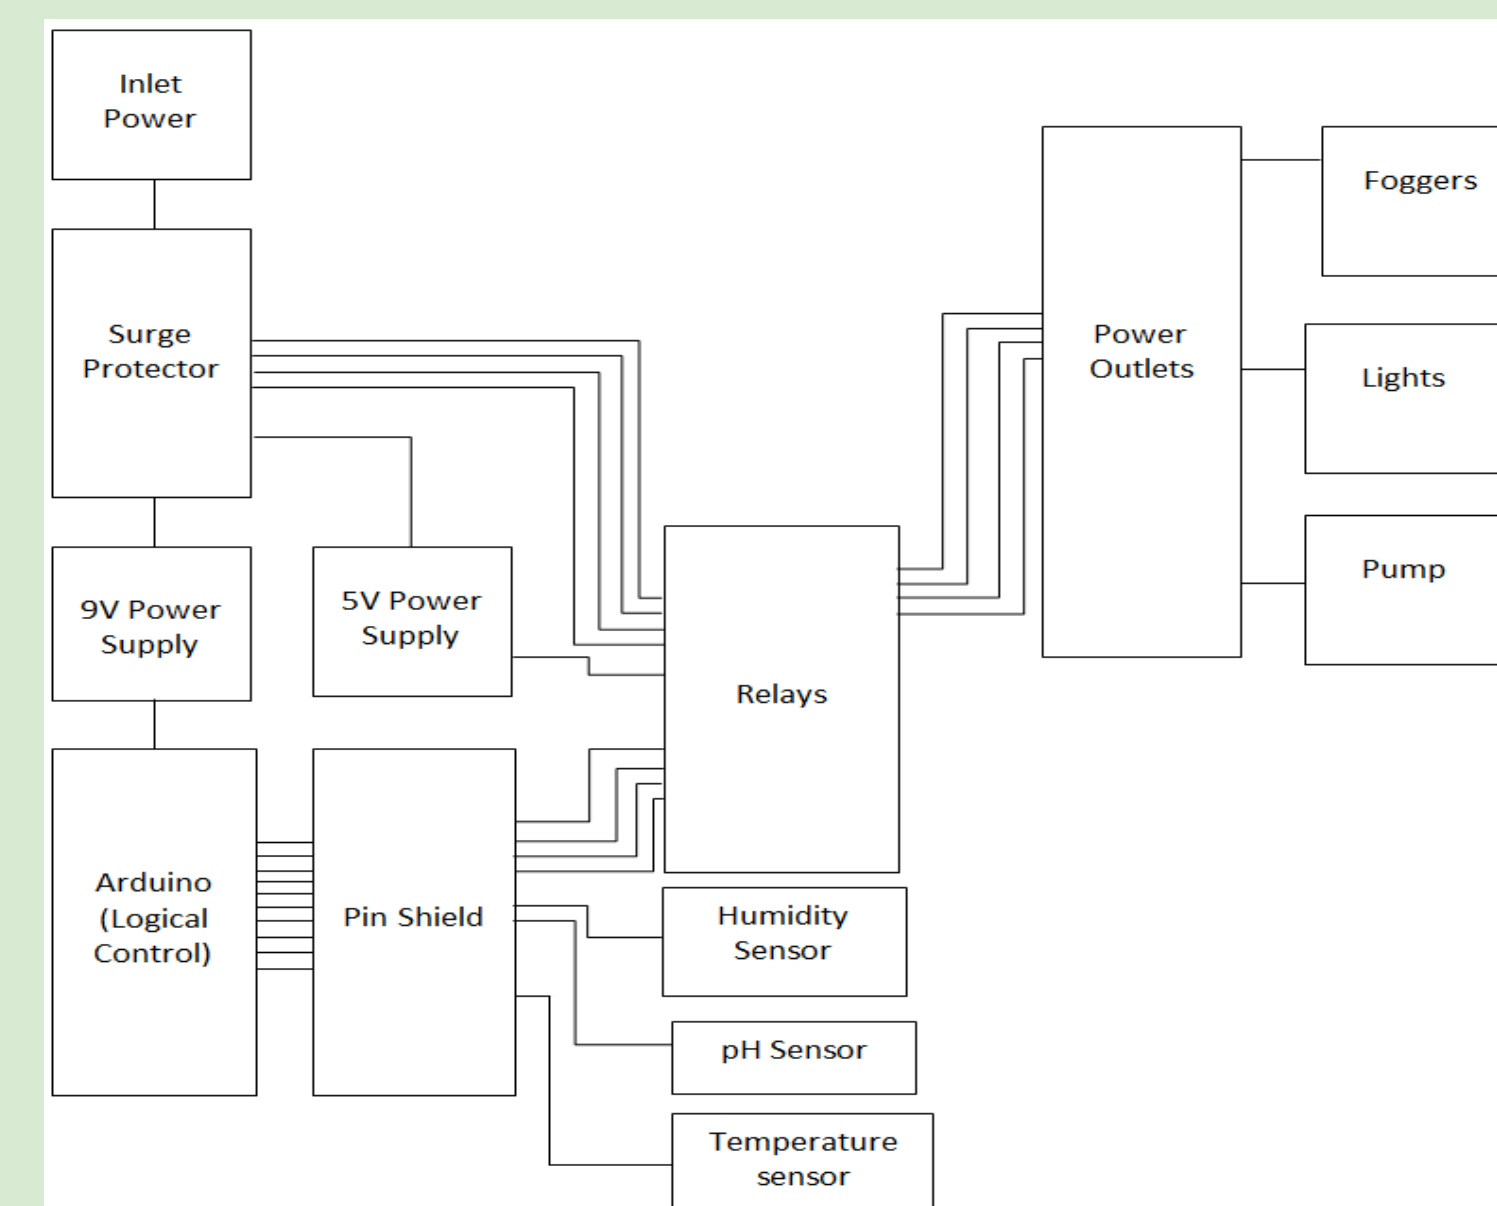 Inlet
Power
Surge
Protector
9V Power
Supply
5V Power
Supply
Arduino
(Logical
Control)
Pin Shield
Relays
Humidity
Sensor
pH Sensor
Temperature
sensor
Power
Outlets
Foggers
Lights
Pump